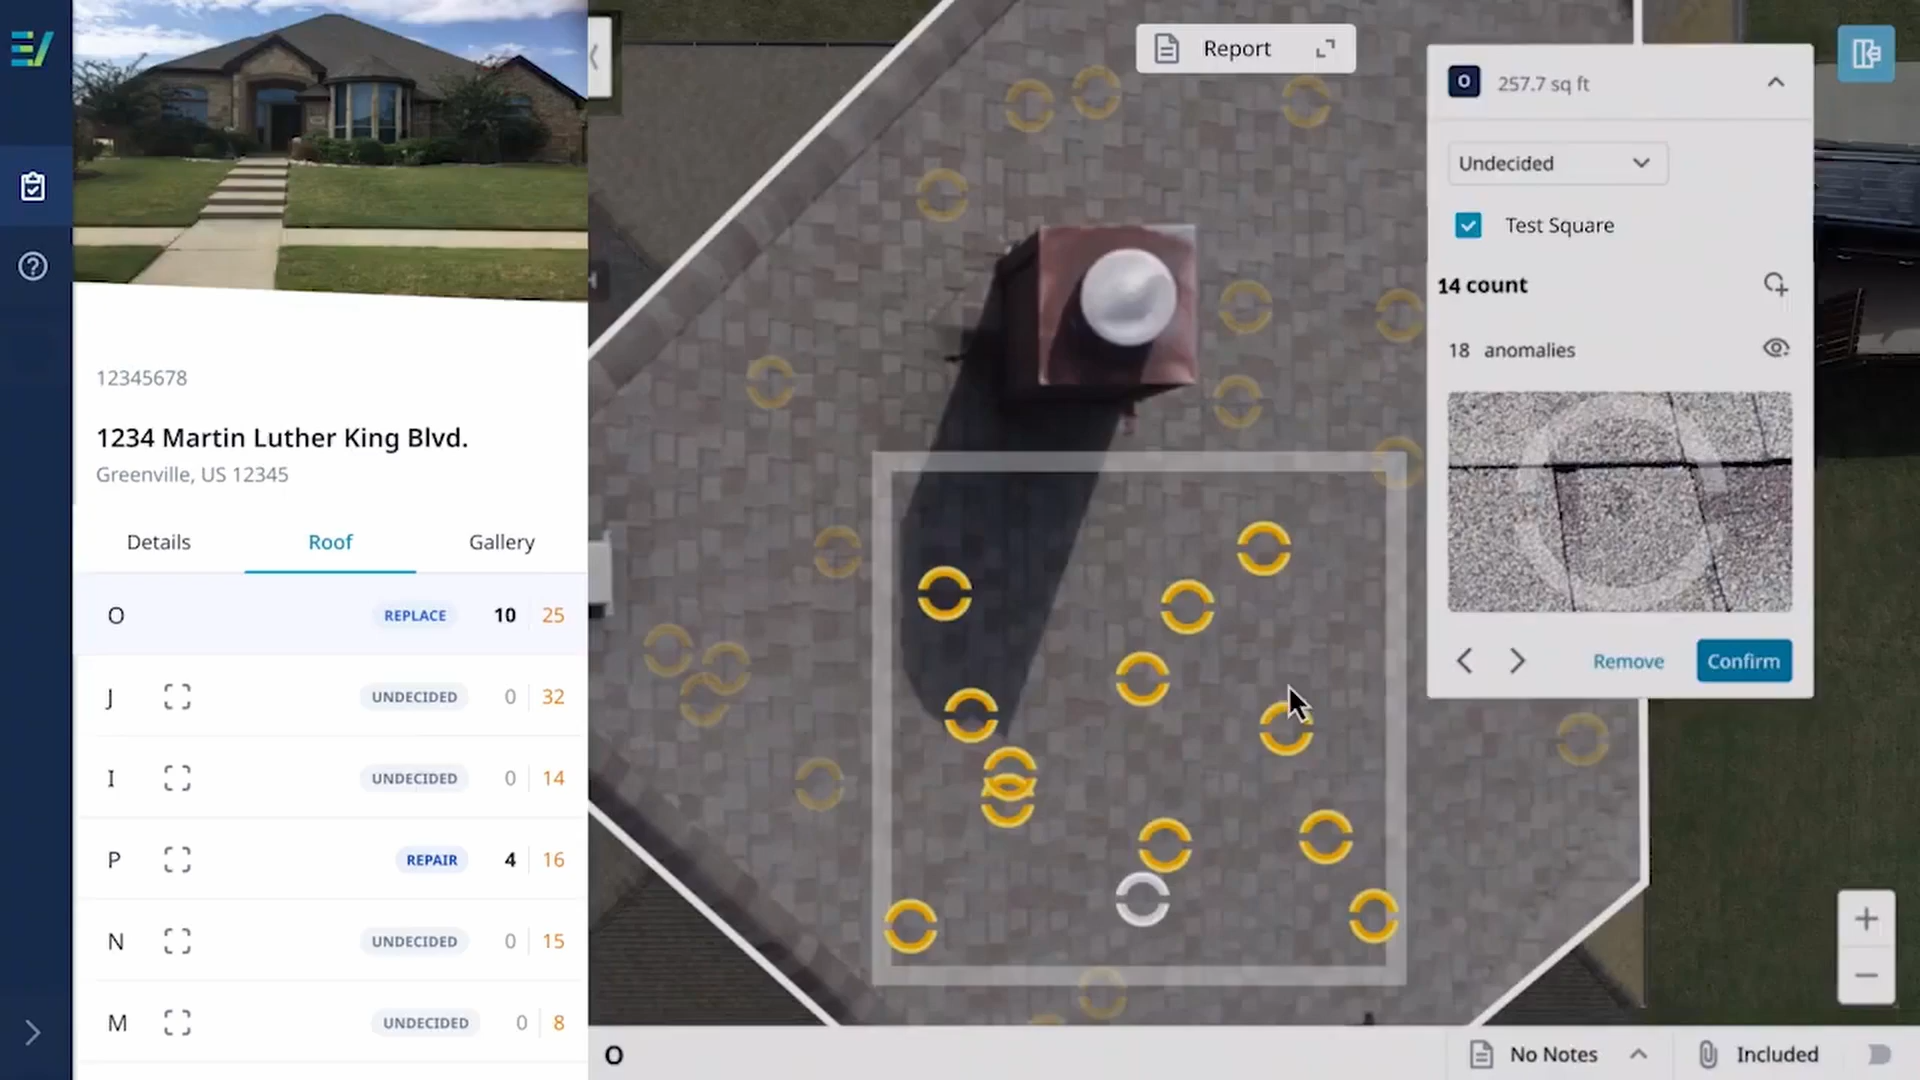 12345678
1234 Martin Luther King Blvd.
Greenville, US 12345
Details
Roof
Gallery
O REPLACE 10 25
J UNDECIDED 0 32
I UNDECIDED 0 14
P REPAIR 4 16
N UNDECIDED 0 15
M UNDECIDED 0 8
Report
H
O 257.7 sq ft
Undecided
Test Square
14 count
18 anomalies
Remove
Confirm
O
No Notes
Included